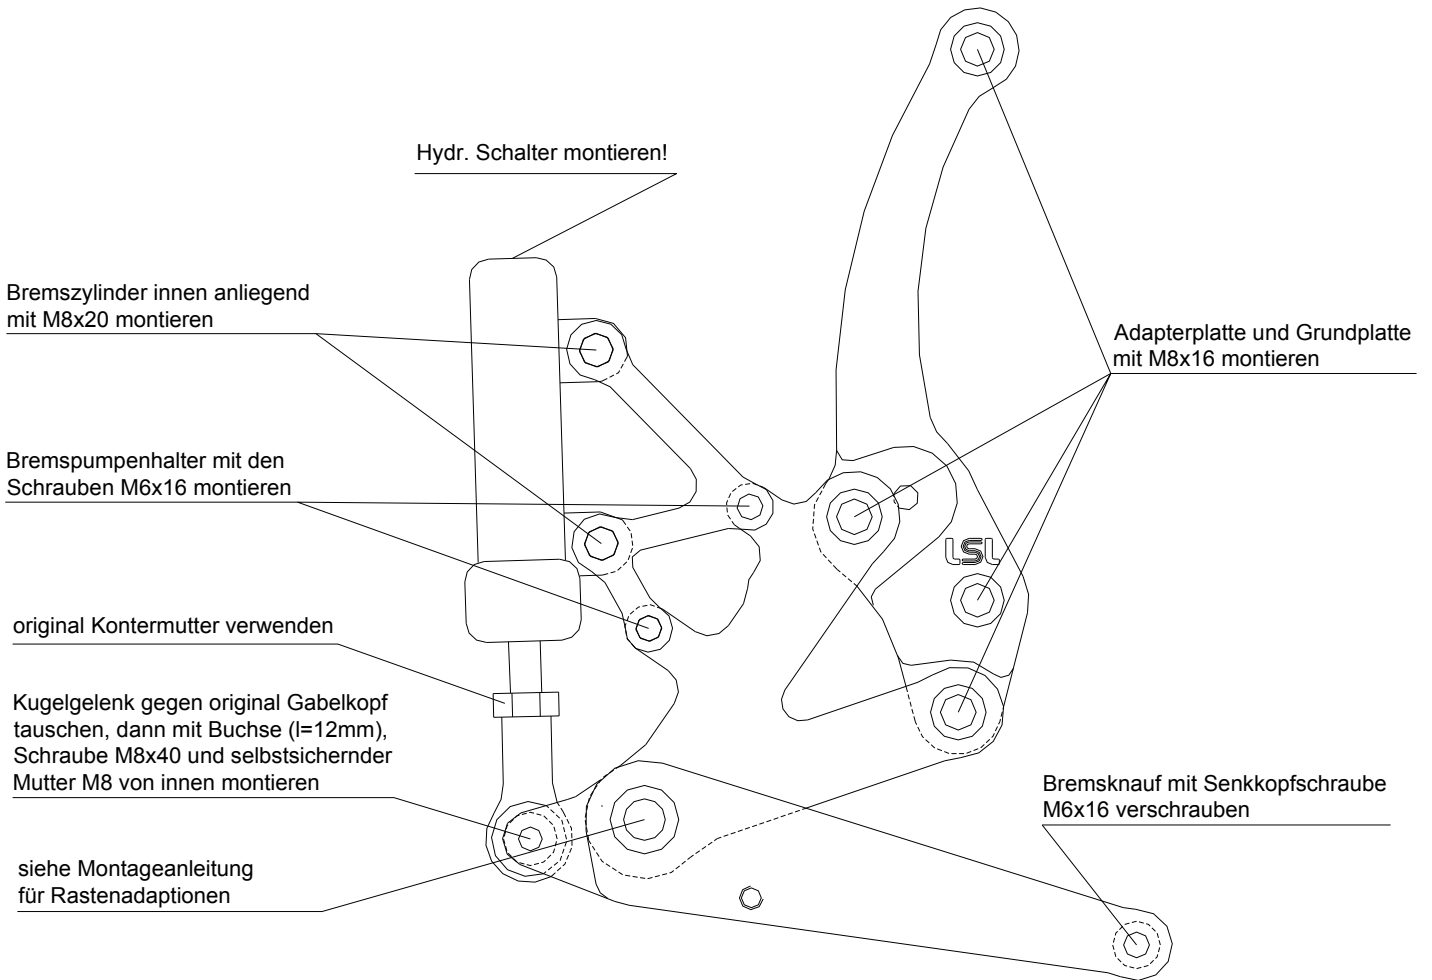 Hydr. Schalter montieren!
Bremszylinder innen anliegend
mit M8x20 montieren
Adapterplatte und Grundplatte
mit M8x16 montieren
Bremspumpenhalter mit den
Schrauben M6x16 montieren
LSL
original Kontermutter verwenden
Kugelgelenk gegen original Gabelkopf
tauschen, dann mit Buchse (l=12mm),
Schraube M8x40 und selbstsichernder
Mutter M8 von innen montieren
Bremsknauf mit Senkkopfschraube
M6x16 verschrauben
siehe Montageanleitung
für Rastenadaptionen